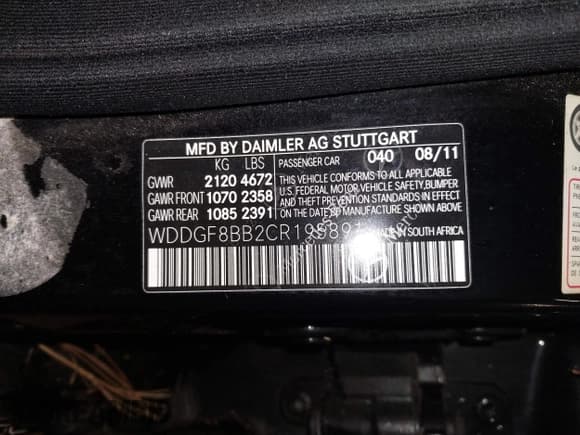 MFD BY DAIMLER AG STUTTGART
KG LBS
PASSENGER CAR 040 08/11
GVWR 2120 4672
GAWR FRONT 1070 2358
GAWR REAR 1085 2391
THIS VEHICLE CONFORMS TO ALL APPLICABLE
U.S. FEDERAL MOTOR VEHICLE SAFETY, BUMPER
AND THEFT PREVENTION STANDARDS IN EFFECT
ON THE DATE OF MANUFACTURE SHOWN ABOVE.
IN SOUTH AFRICA